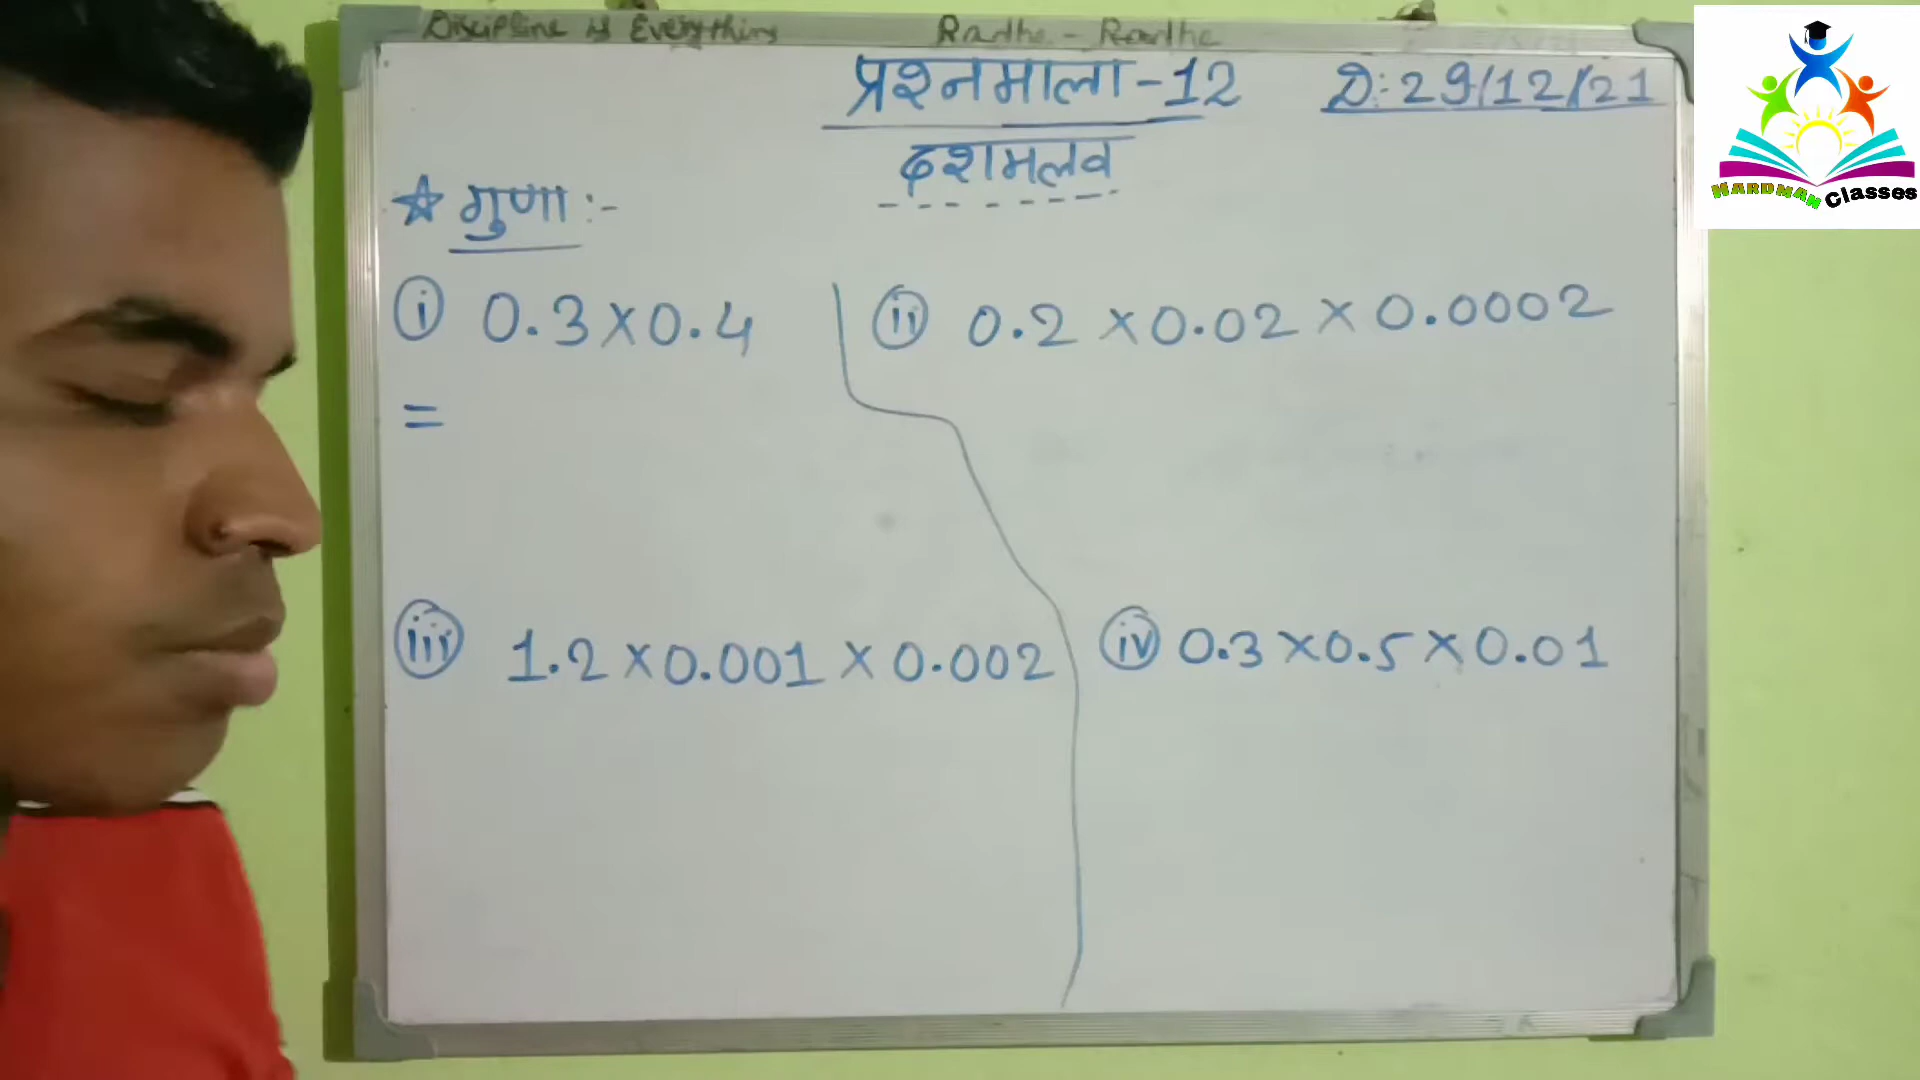 Discipline is Everything Radhe - Radhe
प्रश्नमाला-12 D: 29/12/21
दशमलव
☆ गुणा :-
(i) 0.3×0.4
(ii) 0.2 ×0.02 × 0.0002
=
(iii) 1.2 ×0.001 × 0.002
(iv) 0.3 ×0.5 × 0.01
HARDMAN Classes